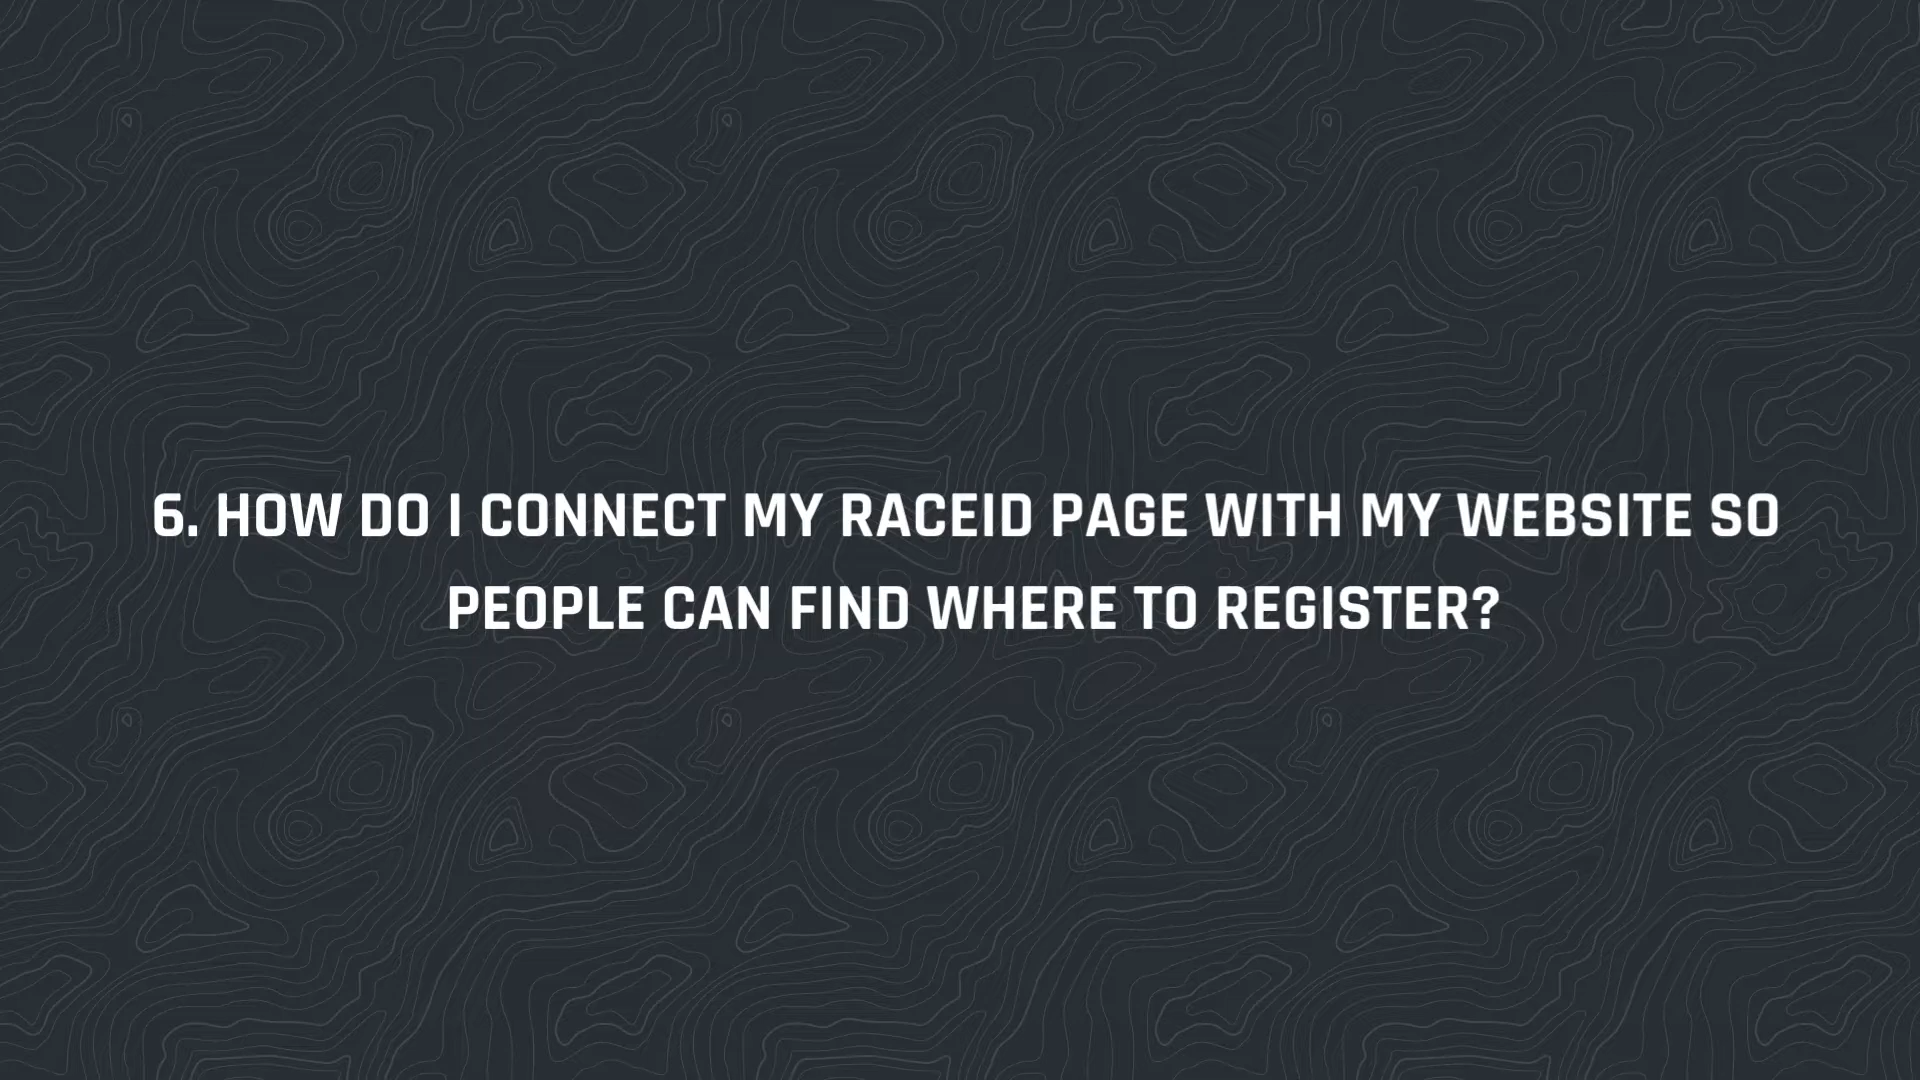 6. HOW DO I CONNECT MY RACEID PAGE WITH MY WEBSITE SO
PEOPLE CAN FIND WHERE TO REGISTER?